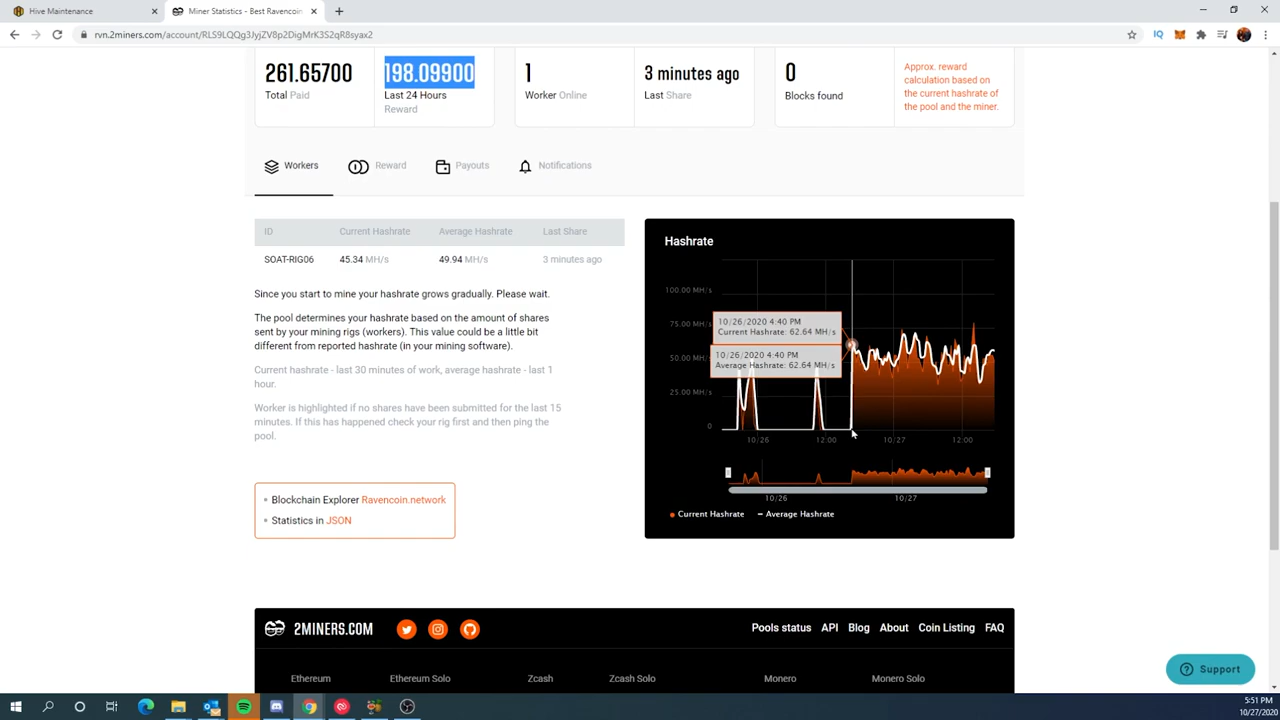 Hive Maintenance
Miner Statistics - Best Ravencoin
rvn.2miners.com/account/RLS9LQQg3JyjZV8p2DigMrK3S2qR8syax2
261.65700
Total Paid
198.09900
Last 24 Hours
Reward
1
Worker Online
3 minutes ago
Last Share
0
Blocks found
Approx. reward
calculation based on
the current hashrate of
the pool and the miner.
Workers
Reward
Payouts
Notifications
ID Current Hashrate Average Hashrate Last Share
SOAT-RIG06 45.34 MH/s 49.94 MH/s 3 minutes ago
Since you start to mine your hashrate grows gradually. Please wait.
The pool determines your hashrate based on the amount of shares
sent by your mining rigs (workers). This value could be a little bit
different from reported hashrate (in your mining software).
Current hashrate - last 30 minutes of work, average hashrate - last 1
hour.
Worker is highlighted if no shares have been submitted for the last 15
minutes. If this has happened check your rig first and then ping the
pool.
Blockchain Explorer Ravencoin.network
Statistics in JSON
Hashrate
100.00 MH/s
75.00 MH/s
50.00 MH/s
25.00 MH/s
0
10/26/2020 4:40 PM
Current Hashrate: 62.64 MH/s
10/26/2020 4:40 PM
Average Hashrate: 62.64 MH/s
10/26 12:00 10/27 12:00
10/26 10/27
Current Hashrate Average Hashrate
2MINERS.COM
Pools status API Blog About Coin Listing FAQ
Ethereum Ethereum Solo Zcash Zcash Solo Monero Monero Solo
Support
IQ
5:51 PM
10/27/2020